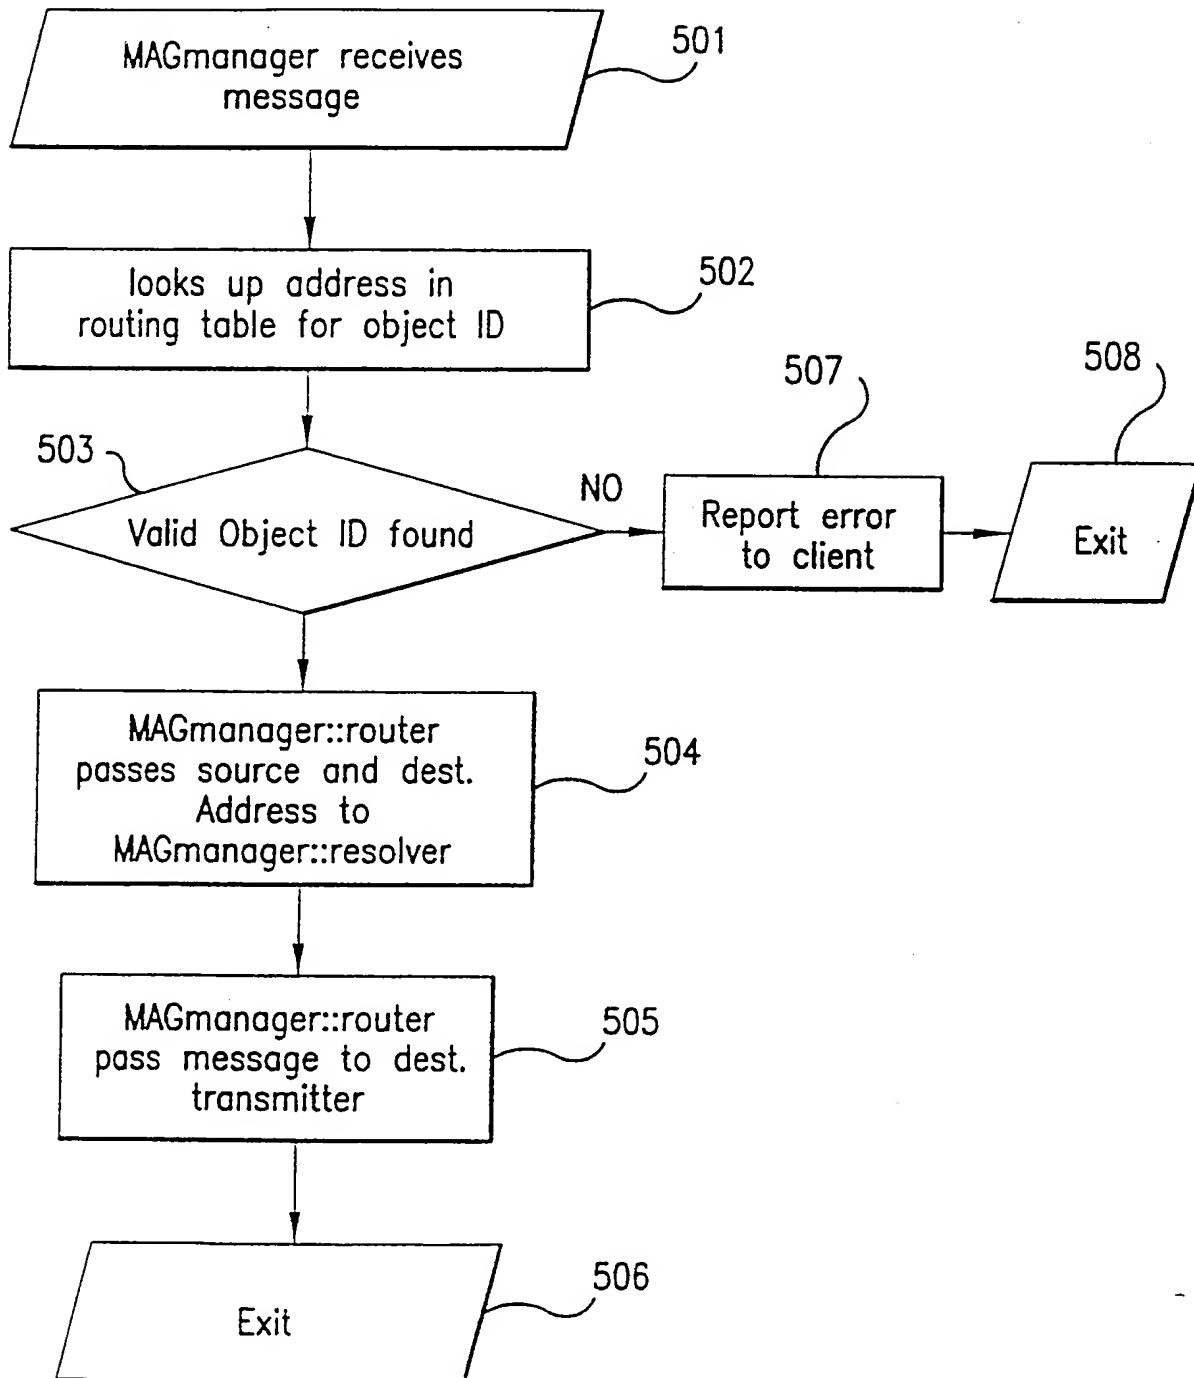 MAGmanager receives
message
501
looks up address in
routing table for object ID
502
503
Valid Object ID found
NO
507
Report error
to client
508
Exit
MAGmanager::router
passes source and dest.
Address to
MAGmanager::resolver
504
MAGmanager::router
pass message to dest.
transmitter
505
Exit
506